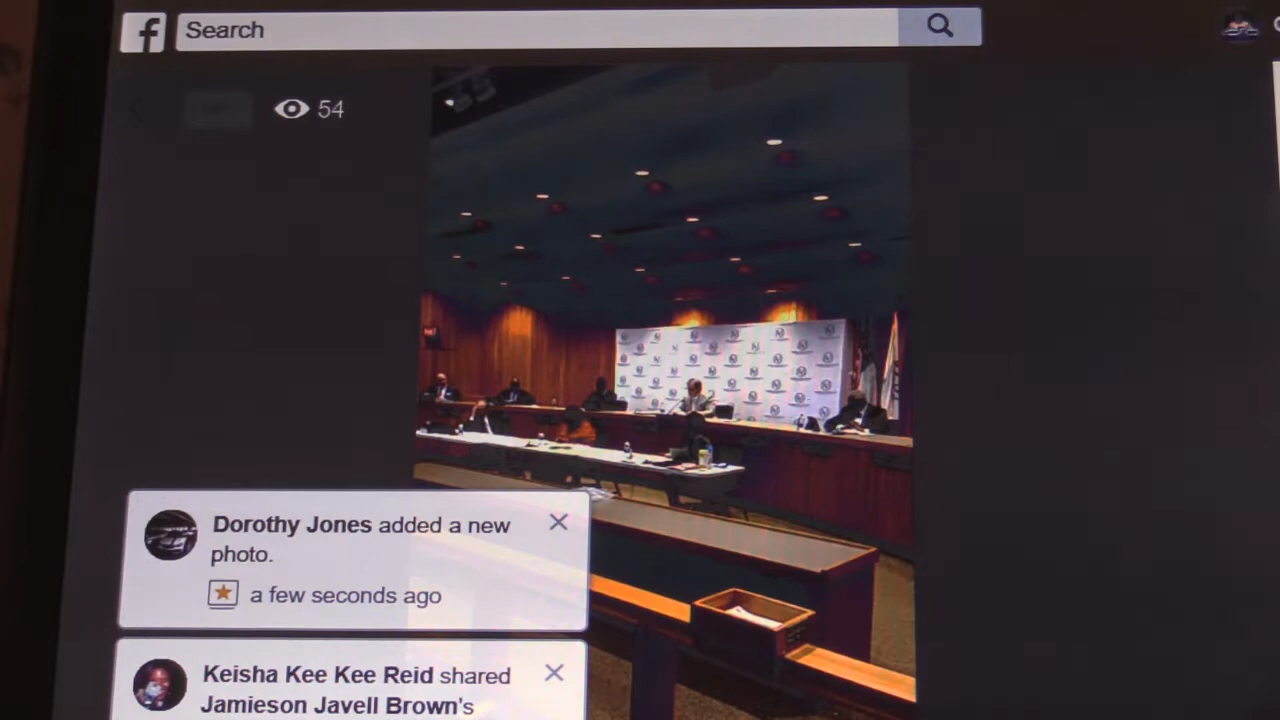 Search
54
Dorothy Jones added a new
photo.
a few seconds ago
Keisha Kee Kee Reid shared
Jamieson Javell Brown's